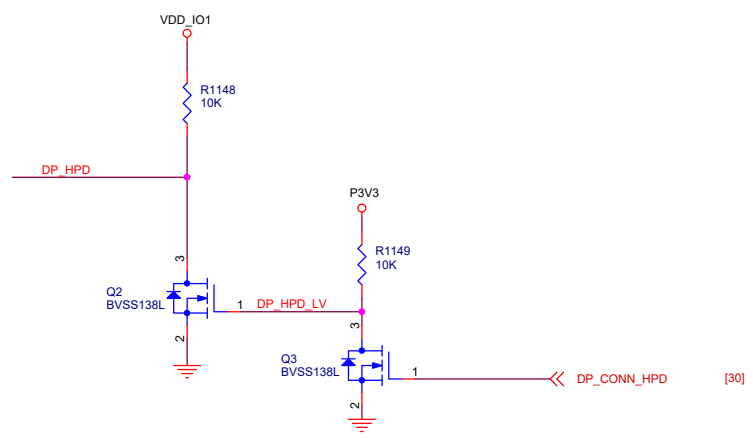 VDD_IO1
R1148
10K
DP_HPD
P3V3
R1149
10K
3
Q2
BVSS138L
1
DP_HPD_LV
2
3
Q3
BVSS138L
1
DP_CONN_HPD
[30]
2